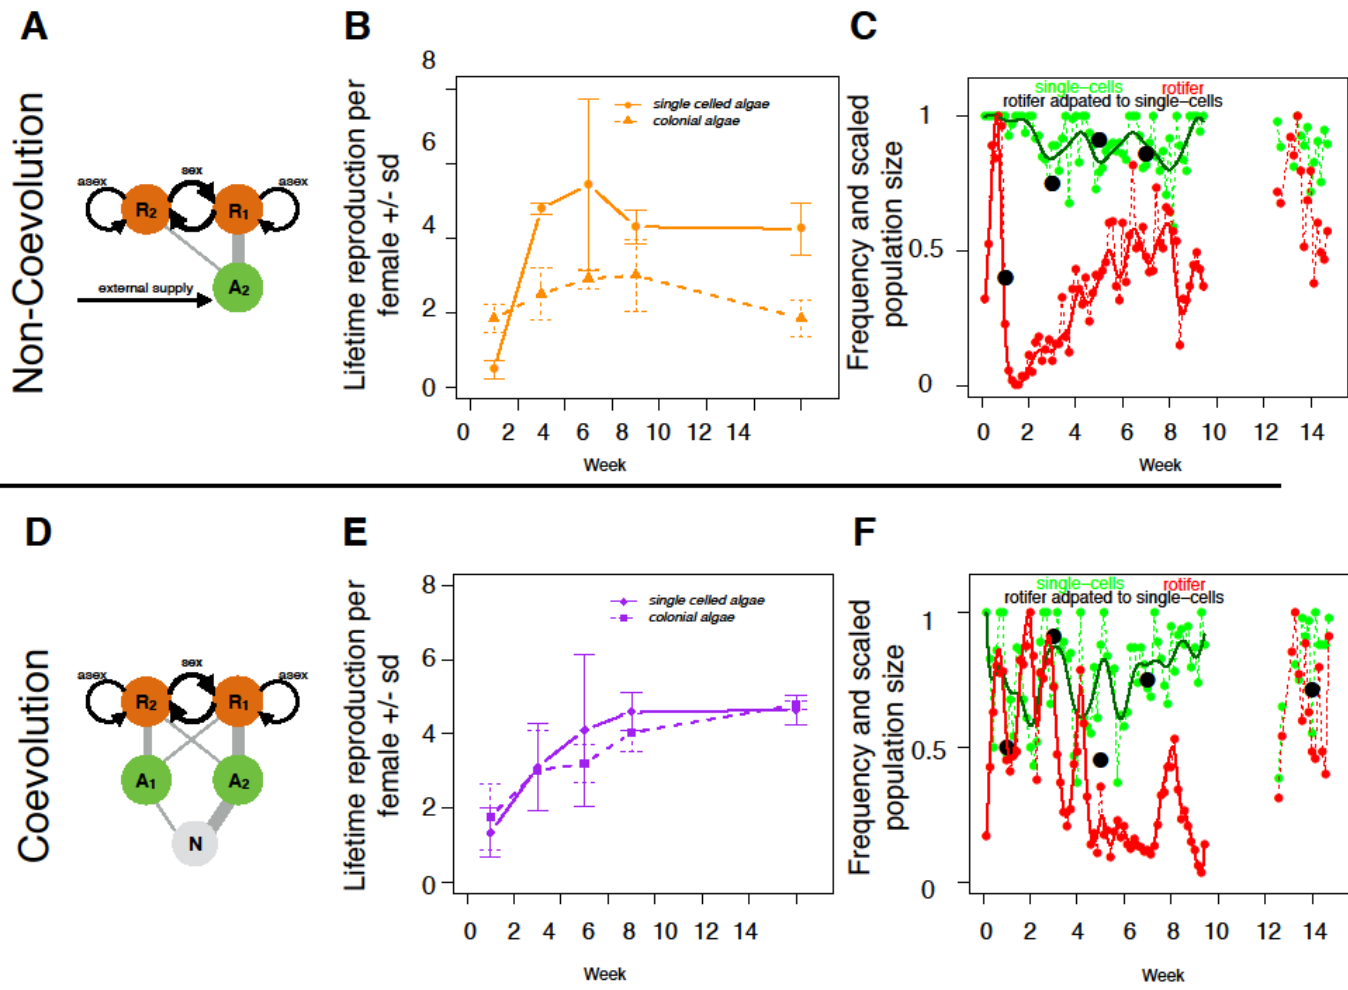 A
Non-Coevolution
asex
sex
asex
R2
R1
A2
external supply
B
Lifetime reproduction per
female +/- sd
8
6
4
2
0
single celled algae
colonial algae
0 2 4 6 8 10 12 14
Week
C
Frequency and scaled
population size
1
0.5
0
single-cells rotifer
rotifer adpated to single-cells
0 2 4 6 8 10 12 14
Week
D
Coevolution
asex
sex
asex
R2
R1
A1
A2
N
E
Lifetime reproduction per
female +/- sd
8
6
4
2
0
single celled algae
colonial algae
0 2 4 6 8 10 12 14
Week
F
Frequency and scaled
population size
1
0.5
0
single-cells rotifer
rotifer adpated to single-cells
0 2 4 6 8 10 12 14
Week